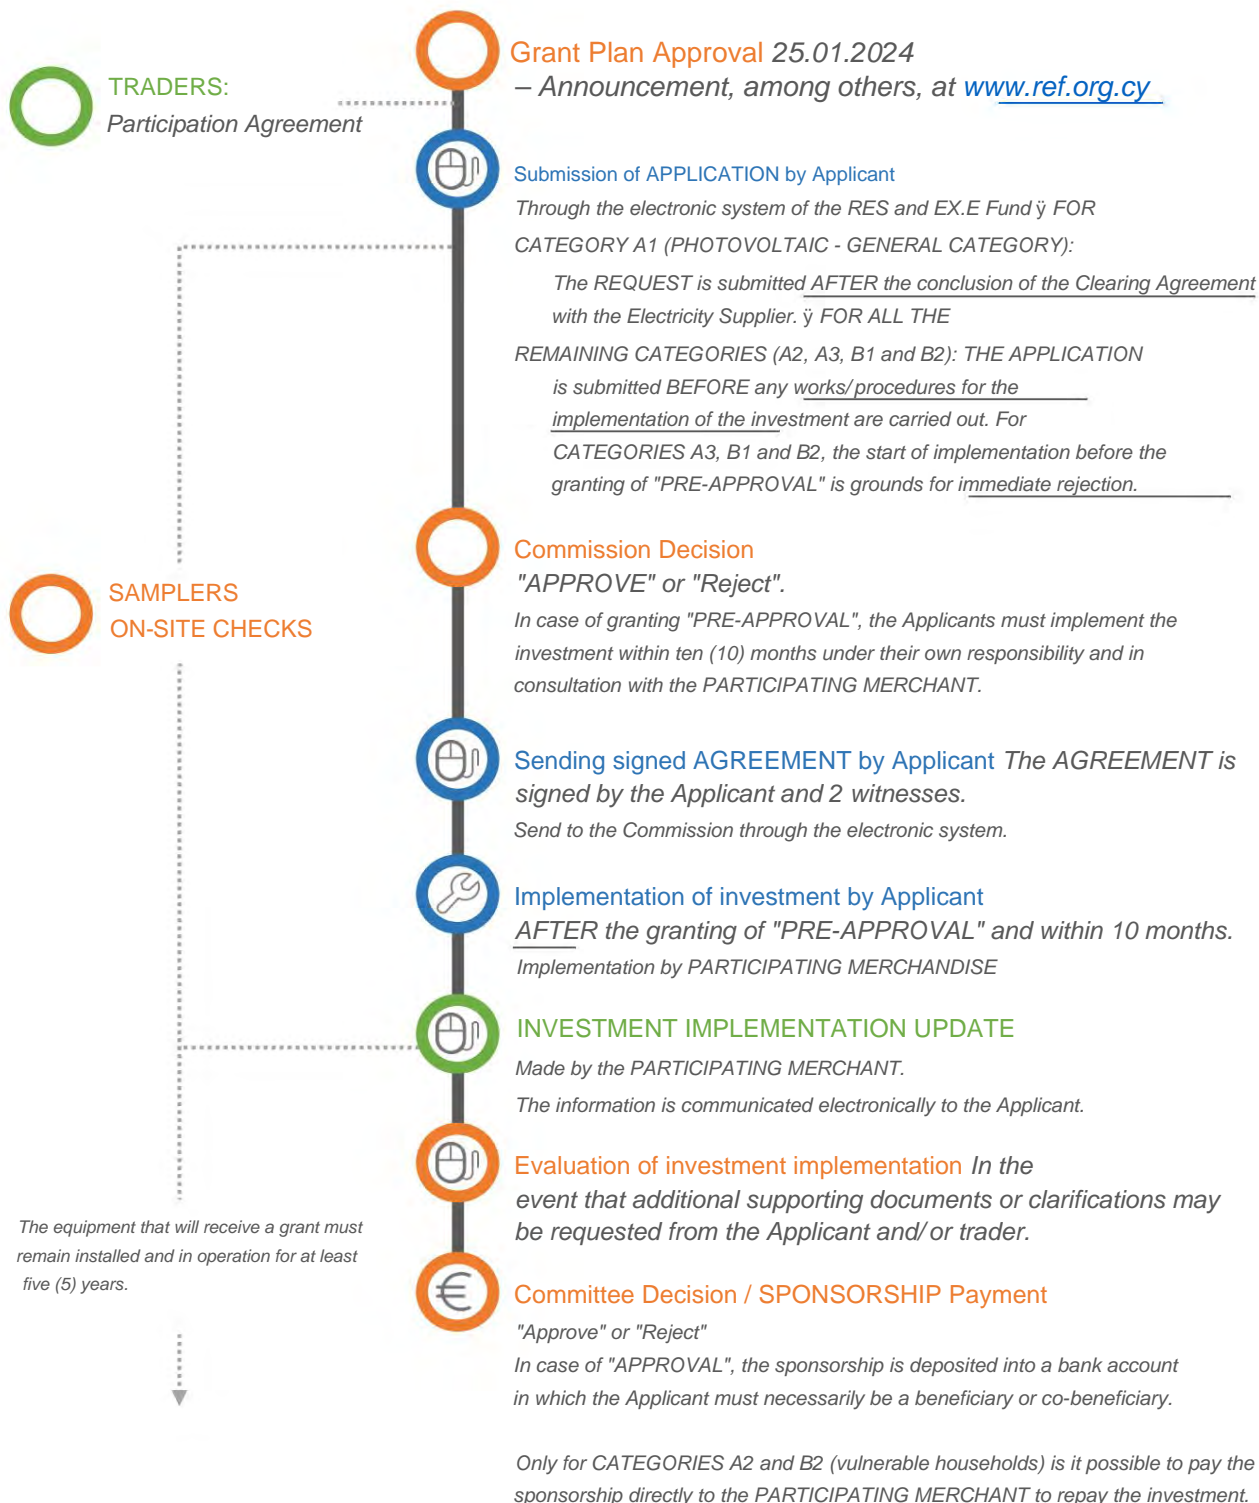 Grant Plan Approval 25.01.2024
– Announcement, among others, at www.ref.org.cy
TRADERS:
Participation Agreement
Submission of APPLICATION by Applicant
Through the electronic system of the RES and EX.E Fund ÿ FOR
CATEGORY A1 (PHOTOVOLTAIC - GENERAL CATEGORY):
The REQUEST is submitted AFTER the conclusion of the Clearing Agreement
with the Electricity Supplier. ÿ FOR ALL THE
REMAINING CATEGORIES (A2, A3, B1 and B2): THE APPLICATION
is submitted BEFORE any works/procedures for the
implementation of the investment are carried out. For
CATEGORIES A3, B1 and B2, the start of implementation before the
granting of "PRE-APPROVAL" is grounds for immediate rejection.
Commission Decision
"APPROVE" or "Reject".
In case of granting "PRE-APPROVAL", the Applicants must implement the
investment within ten (10) months under their own responsibility and in
consultation with the PARTICIPATING MERCHANT.
SAMPLERS
ON-SITE CHECKS
Sending signed AGREEMENT by Applicant The AGREEMENT is
signed by the Applicant and 2 witnesses.
Send to the Commission through the electronic system.
Implementation of investment by Applicant
AFTER the granting of "PRE-APPROVAL" and within 10 months.
Implementation by PARTICIPATING MERCHANDISE
INVESTMENT IMPLEMENTATION UPDATE
Made by the PARTICIPATING MERCHANT.
The information is communicated electronically to the Applicant.
Evaluation of investment implementation In the
event that additional supporting documents or clarifications may
be requested from the Applicant and/or trader.
The equipment that will receive a grant must
remain installed and in operation for at least
five (5) years.
€
Committee Decision / SPONSORSHIP Payment
"Approve" or "Reject"
In case of "APPROVAL", the sponsorship is deposited into a bank account
in which the Applicant must necessarily be a beneficiary or co-beneficiary.
Only for CATEGORIES A2 and B2 (vulnerable households) is it possible to pay the
sponsorship directly to the PARTICIPATING MERCHANT to repay the investment.